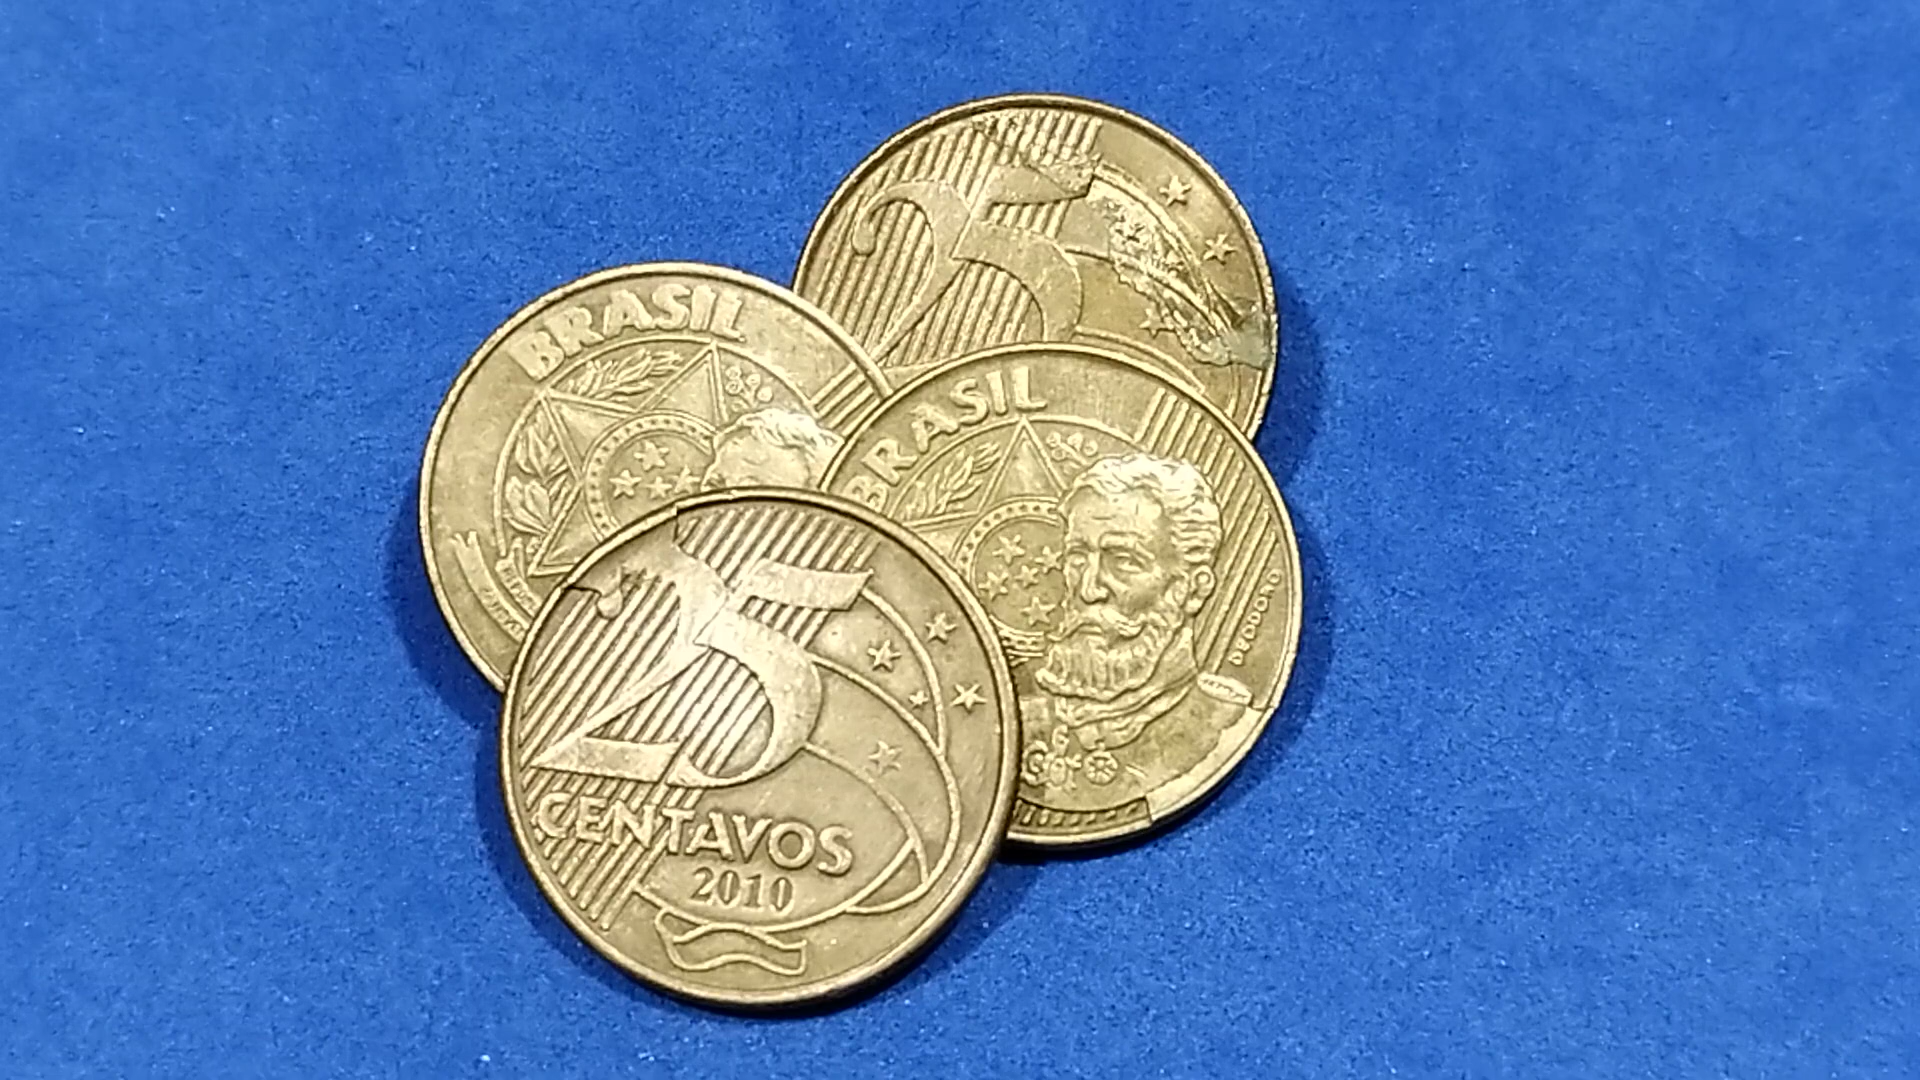 25
BRASIL
BRASIL
DEODORO
25
CENTAVOS
2010